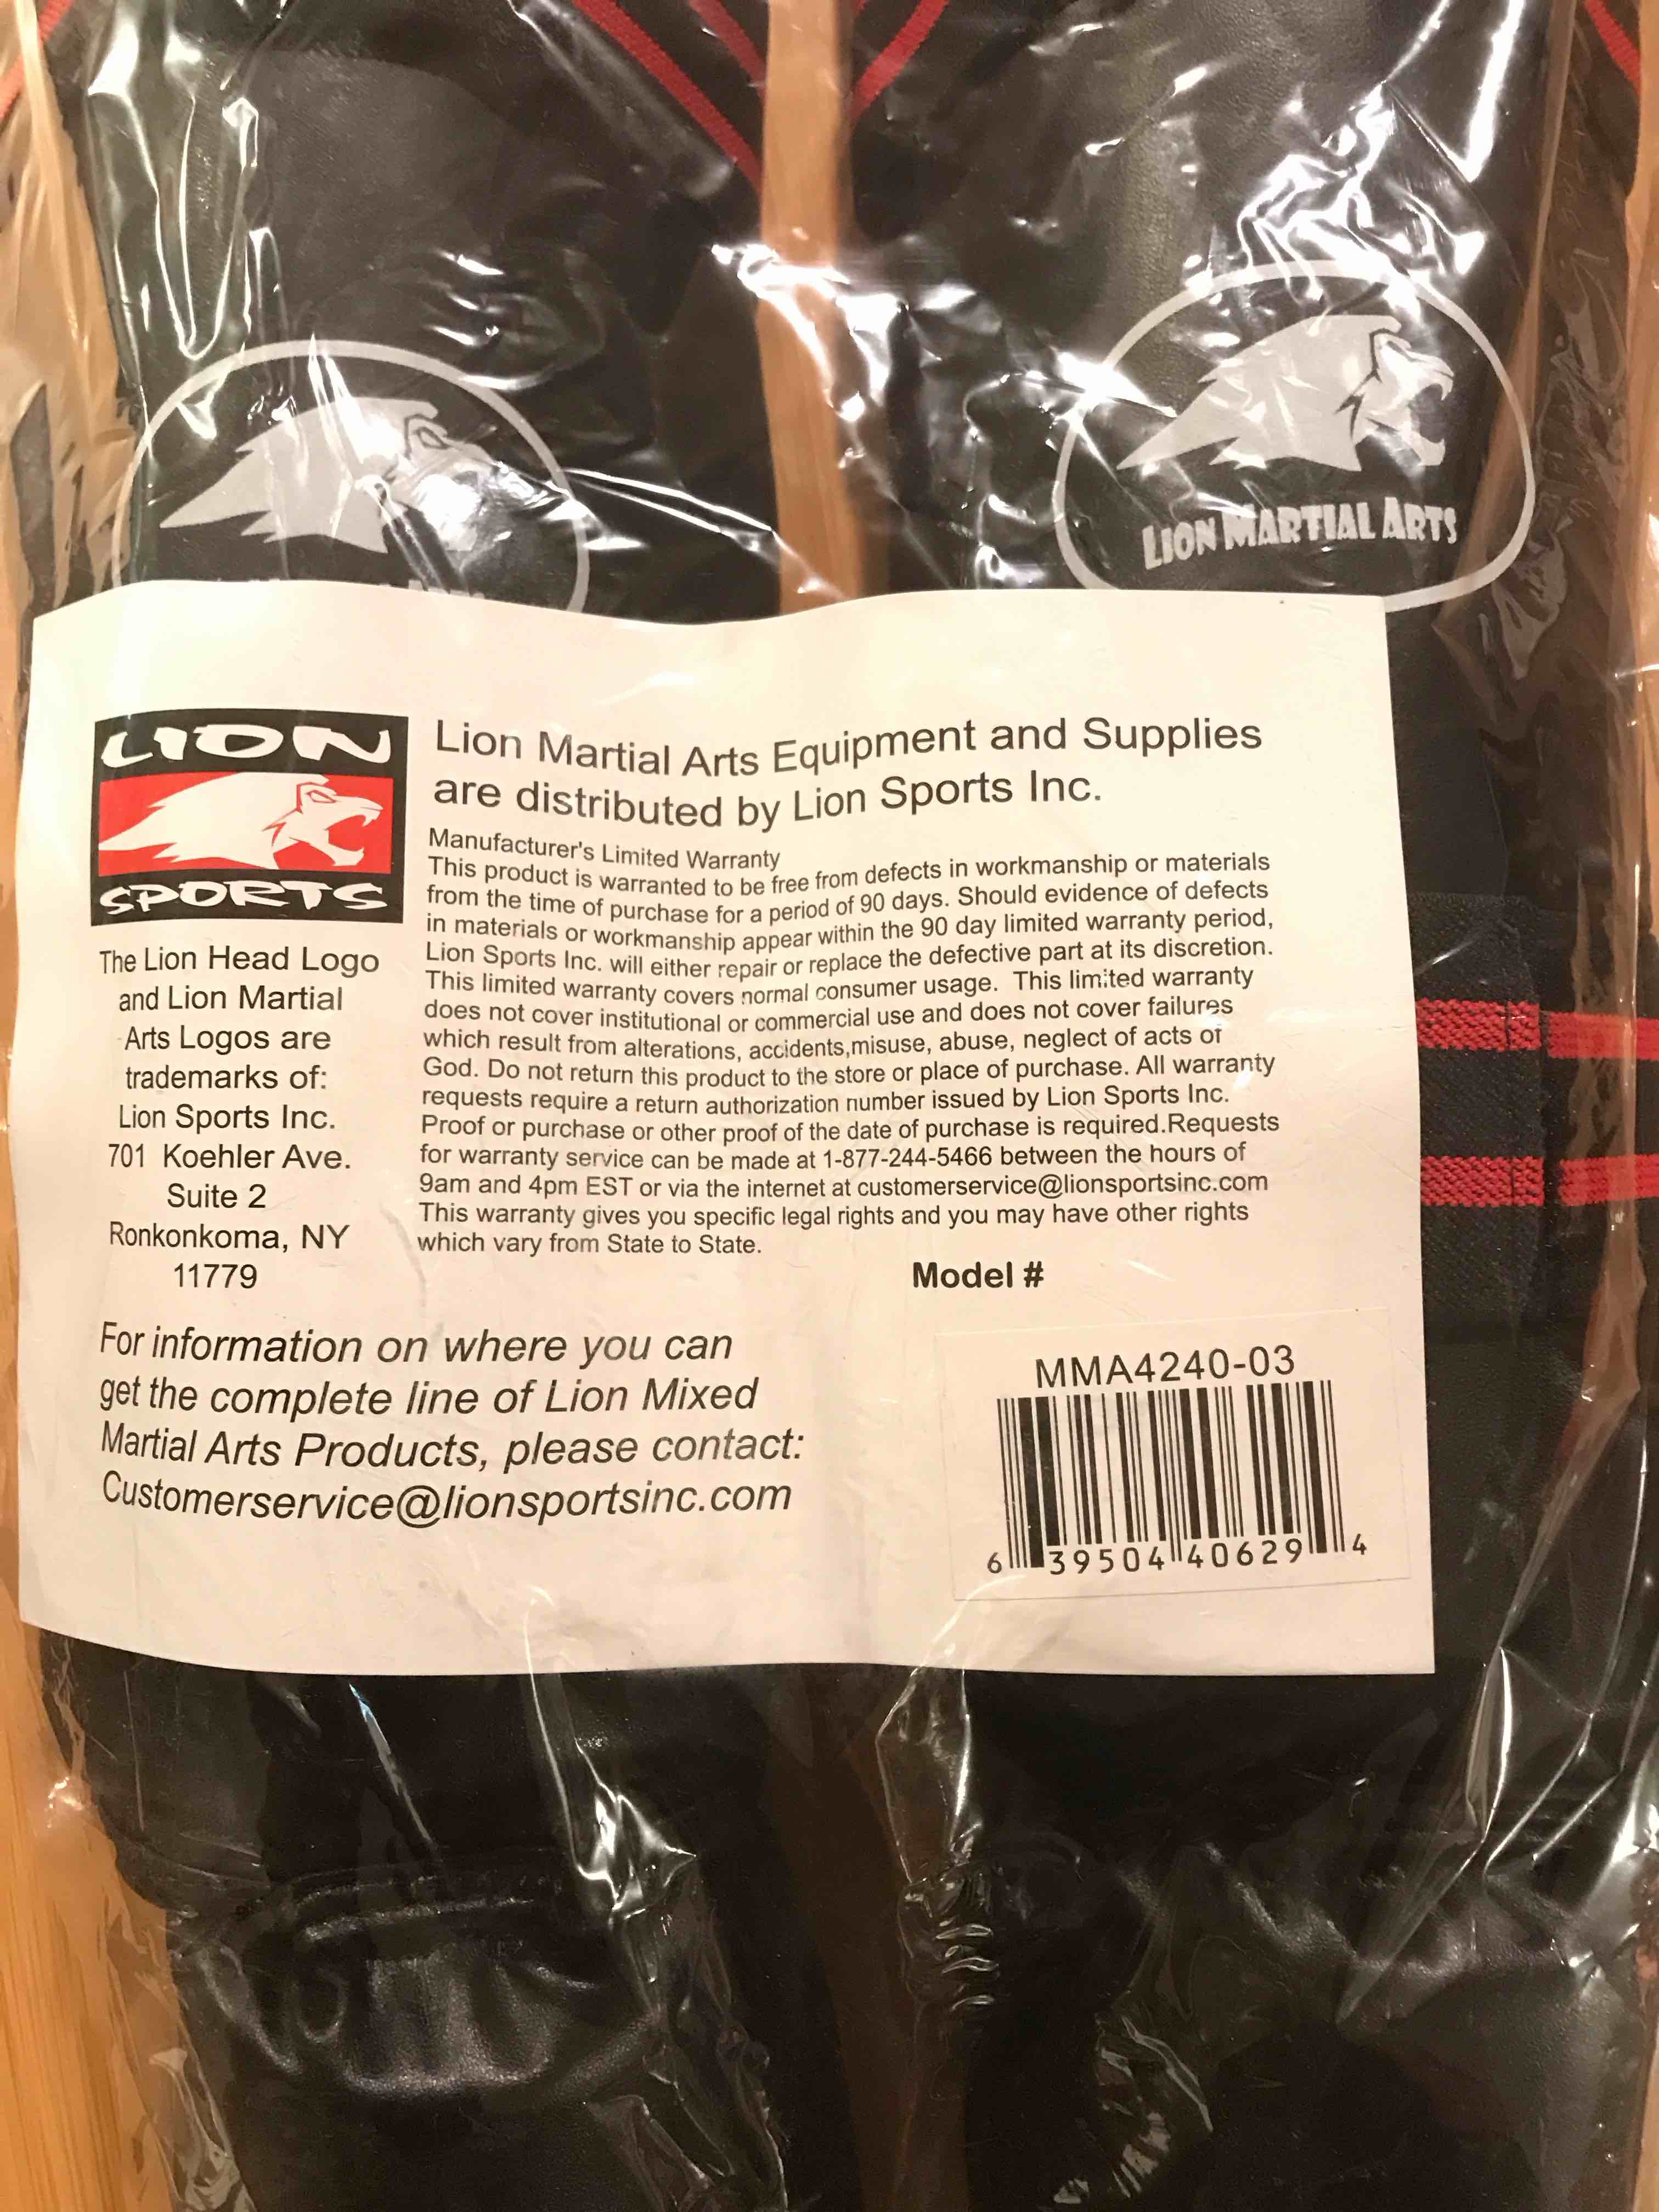 LION MARTIAL ARTS
LION
SPORTS
Lion Martial Arts Equipment and Supplies
are distributed by Lion Sports Inc.
Manufacturer's Limited Warranty
This product is warranted to be free from defects in workmanship or materials
from the time of purchase for a period of 90 days. Should evidence of defects
in materials or workmanship appear within the 90 day limited warranty period,
Lion Sports Inc. will either repair or replace the defective part at its discretion.
This limited warranty covers normal consumer usage. This limited warranty
does not cover institutional or commercial use and does not cover failures
which result from alterations, accidents,misuse, abuse, neglect of acts of
God. Do not return this product to the store or place of purchase. All warranty
requests require a return authorization number issued by Lion Sports Inc.
Proof or purchase or other proof of the date of purchase is required.Requests
for warranty service can be made at 1-877-244-5466 between the hours of
9am and 4pm EST or via the internet at customerservice@lionsportsinc.com
This warranty gives you specific legal rights and you may have other rights
which vary from State to State.
The Lion Head Logo
and Lion Martial
Arts Logos are
trademarks of:
Lion Sports Inc.
701 Koehler Ave.
Suite 2
Ronkonkoma, NY
11779
Model #
For information on where you can
get the complete line of Lion Mixed
Martial Arts Products, please contact:
Customerservice@lionsportsinc.com
MMA4240-03
6 39504 40629 4